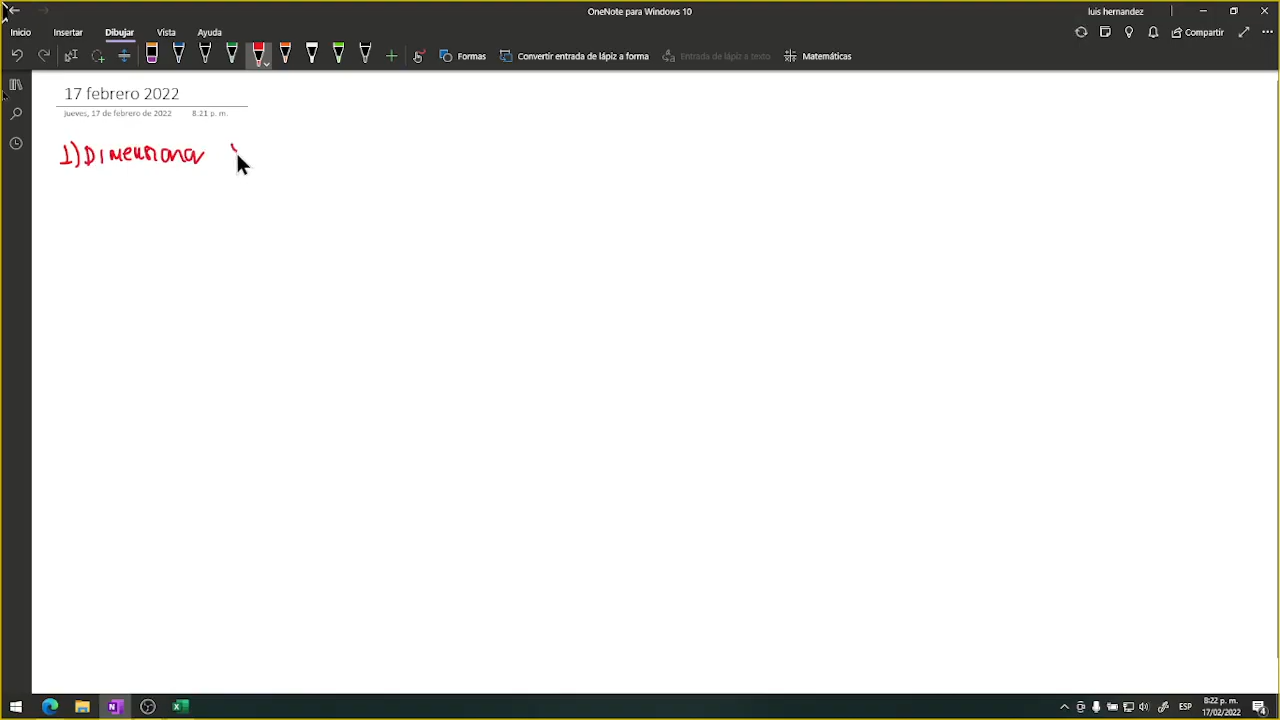 OneNote para Windows 10
luis hernandez
Inicio Insertar Dibujar Vista Ayuda
Compartir
Formas Convertir entrada de lápiz a forma Entrada de lápiz a texto Matemáticas
17 febrero 2022
jueves, 17 de febrero de 2022 8:21 p. m.
1) Dimensionar
ESP
8:22 p. m.
17/02/2022
4